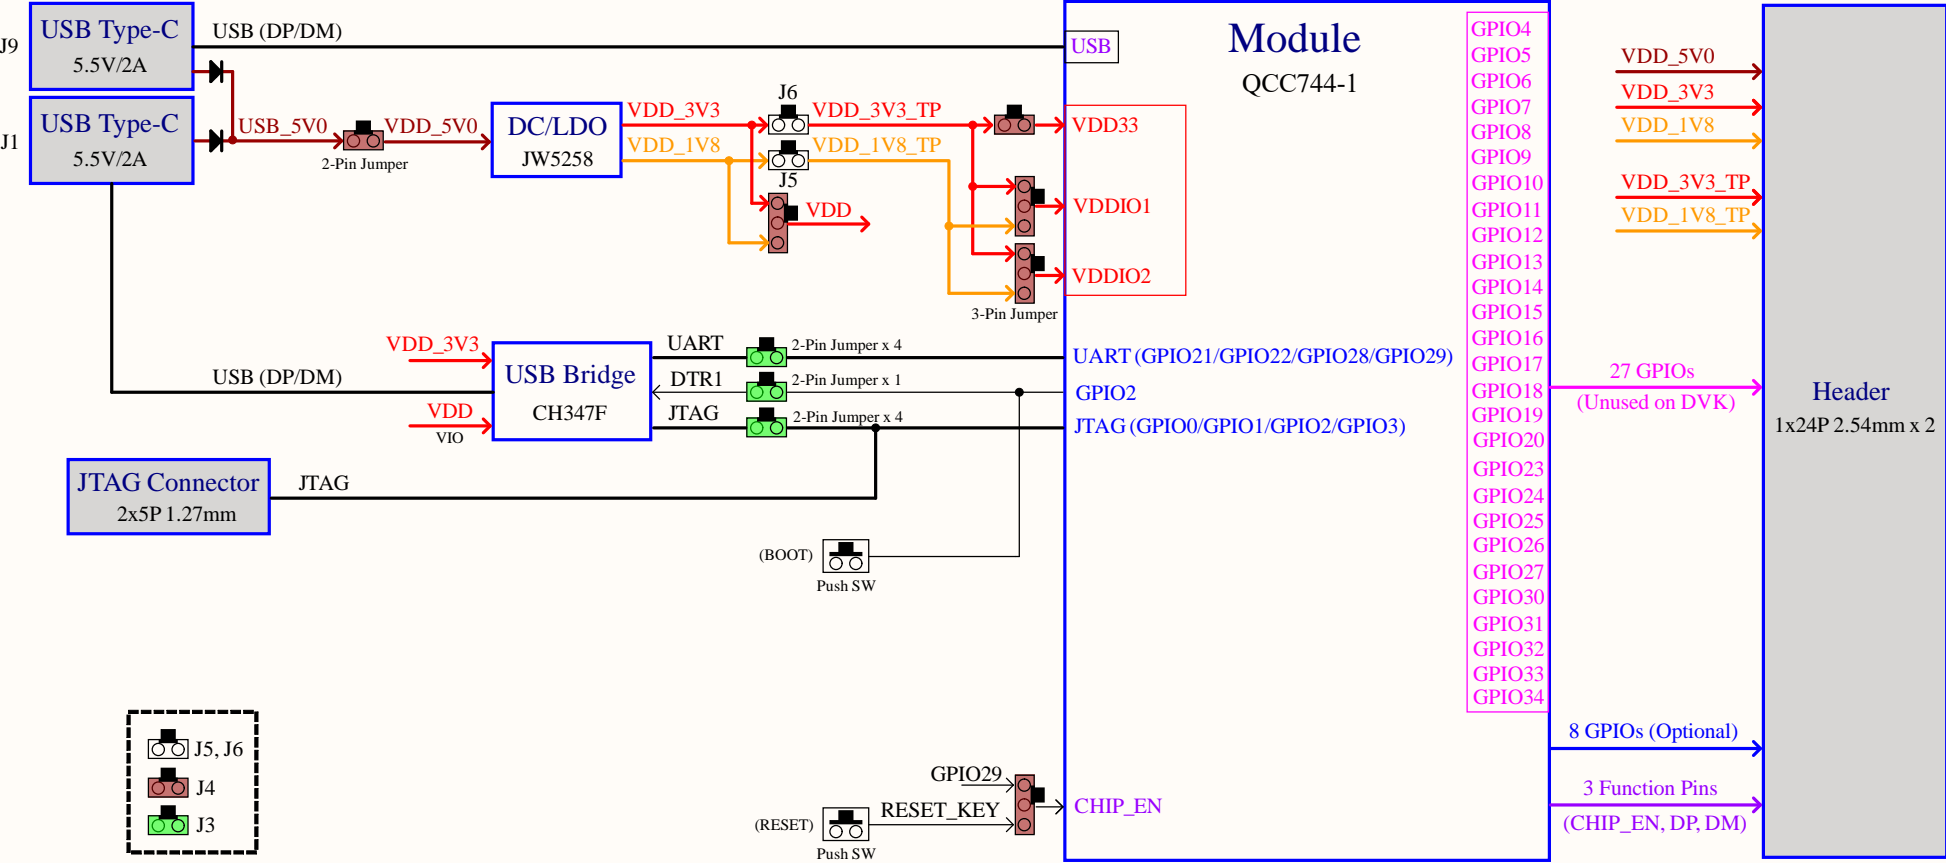 J9
USB Type-C
5.5V/2A
USB (DP/DM)
J1
USB Type-C
5.5V/2A
USB_5V0
2-Pin Jumper
VDD_5V0
DC/LDO
JW5258
VDD_3V3
VDD_1V8
J6
J5
VDD
VDD_3V3_TP
VDD_1V8_TP
3-Pin Jumper
Module
QCC744-1
USB
VDD33
VDDIO1
VDDIO2
VDD_3V3
USB (DP/DM)
VDD
VIO
USB Bridge
CH347F
UART
2-Pin Jumper x 4
DTR1
2-Pin Jumper x 1
JTAG
2-Pin Jumper x 4
UART (GPIO21/GPIO22/GPIO28/GPIO29)
GPIO2
JTAG (GPIO0/GPIO1/GPIO2/GPIO3)
JTAG Connector
2x5P 1.27mm
JTAG
(BOOT)
Push SW
GPIO29
RESET_KEY
(RESET)
Push SW
CHIP_EN
J5, J6
J4
J3
GPIO4
GPIO5
GPIO6
GPIO7
GPIO8
GPIO9
GPIO10
GPIO11
GPIO12
GPIO13
GPIO14
GPIO15
GPIO16
GPIO17
GPIO18
GPIO19
GPIO20
GPIO23
GPIO24
GPIO25
GPIO26
GPIO27
GPIO30
GPIO31
GPIO32
GPIO33
GPIO34
VDD_5V0
VDD_3V3
VDD_1V8
VDD_3V3_TP
VDD_1V8_TP
27 GPIOs
(Unused on DVK)
8 GPIOs (Optional)
3 Function Pins
(CHIP_EN, DP, DM)
Header
1x24P 2.54mm x 2